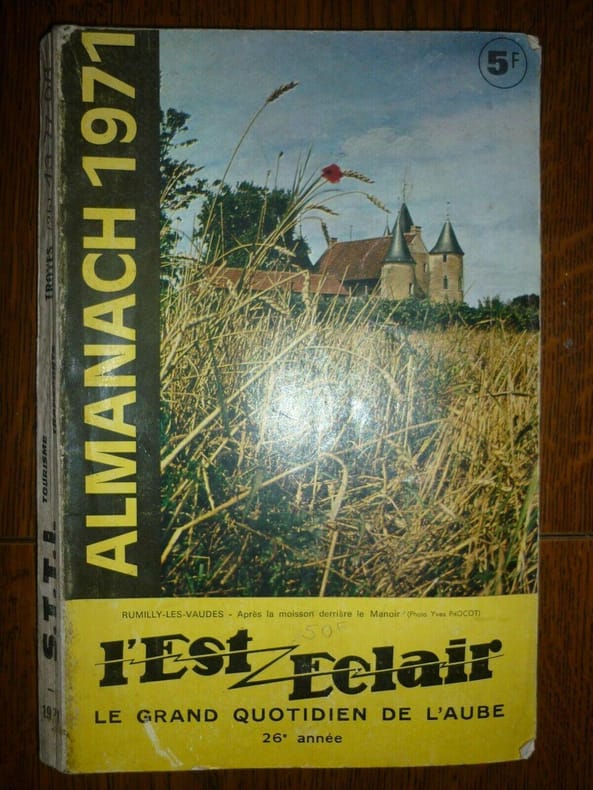 5F
ALMANACH 1971
RUMILLY-LES-VAUDES - Après la moisson derrière le Manoir (Photo Yves PROCOT)
50F
l'Est Eclair
LE GRAND QUOTIDIEN DE L'AUBE
26e année
S.T.T.I. TOURISME TROYES